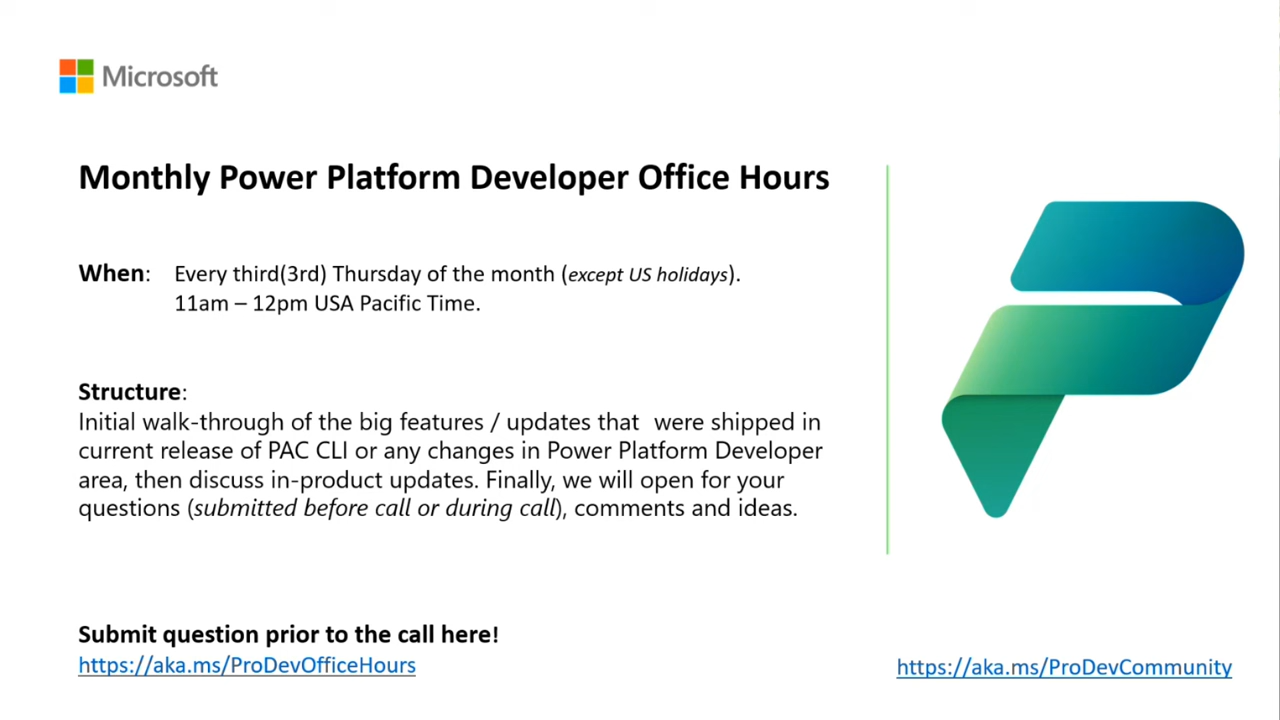 Microsoft
Monthly Power Platform Developer Office Hours
When: Every third(3rd) Thursday of the month (except US holidays).
11am – 12pm USA Pacific Time.
Structure:
Initial walk-through of the big features / updates that were shipped in
current release of PAC CLI or any changes in Power Platform Developer
area, then discuss in-product updates. Finally, we will open for your
questions (submitted before call or during call), comments and ideas.
Submit question prior to the call here!
https://aka.ms/ProDevOfficeHours
https://aka.ms/ProDevCommunity